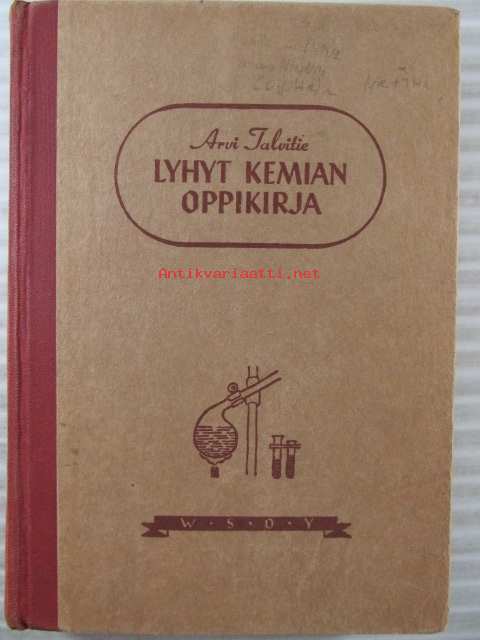 Arvi Talvitie
LYHYT KEMIAN
OPPIKIRJA
Antikvariaatti.net
W·S·O·Y